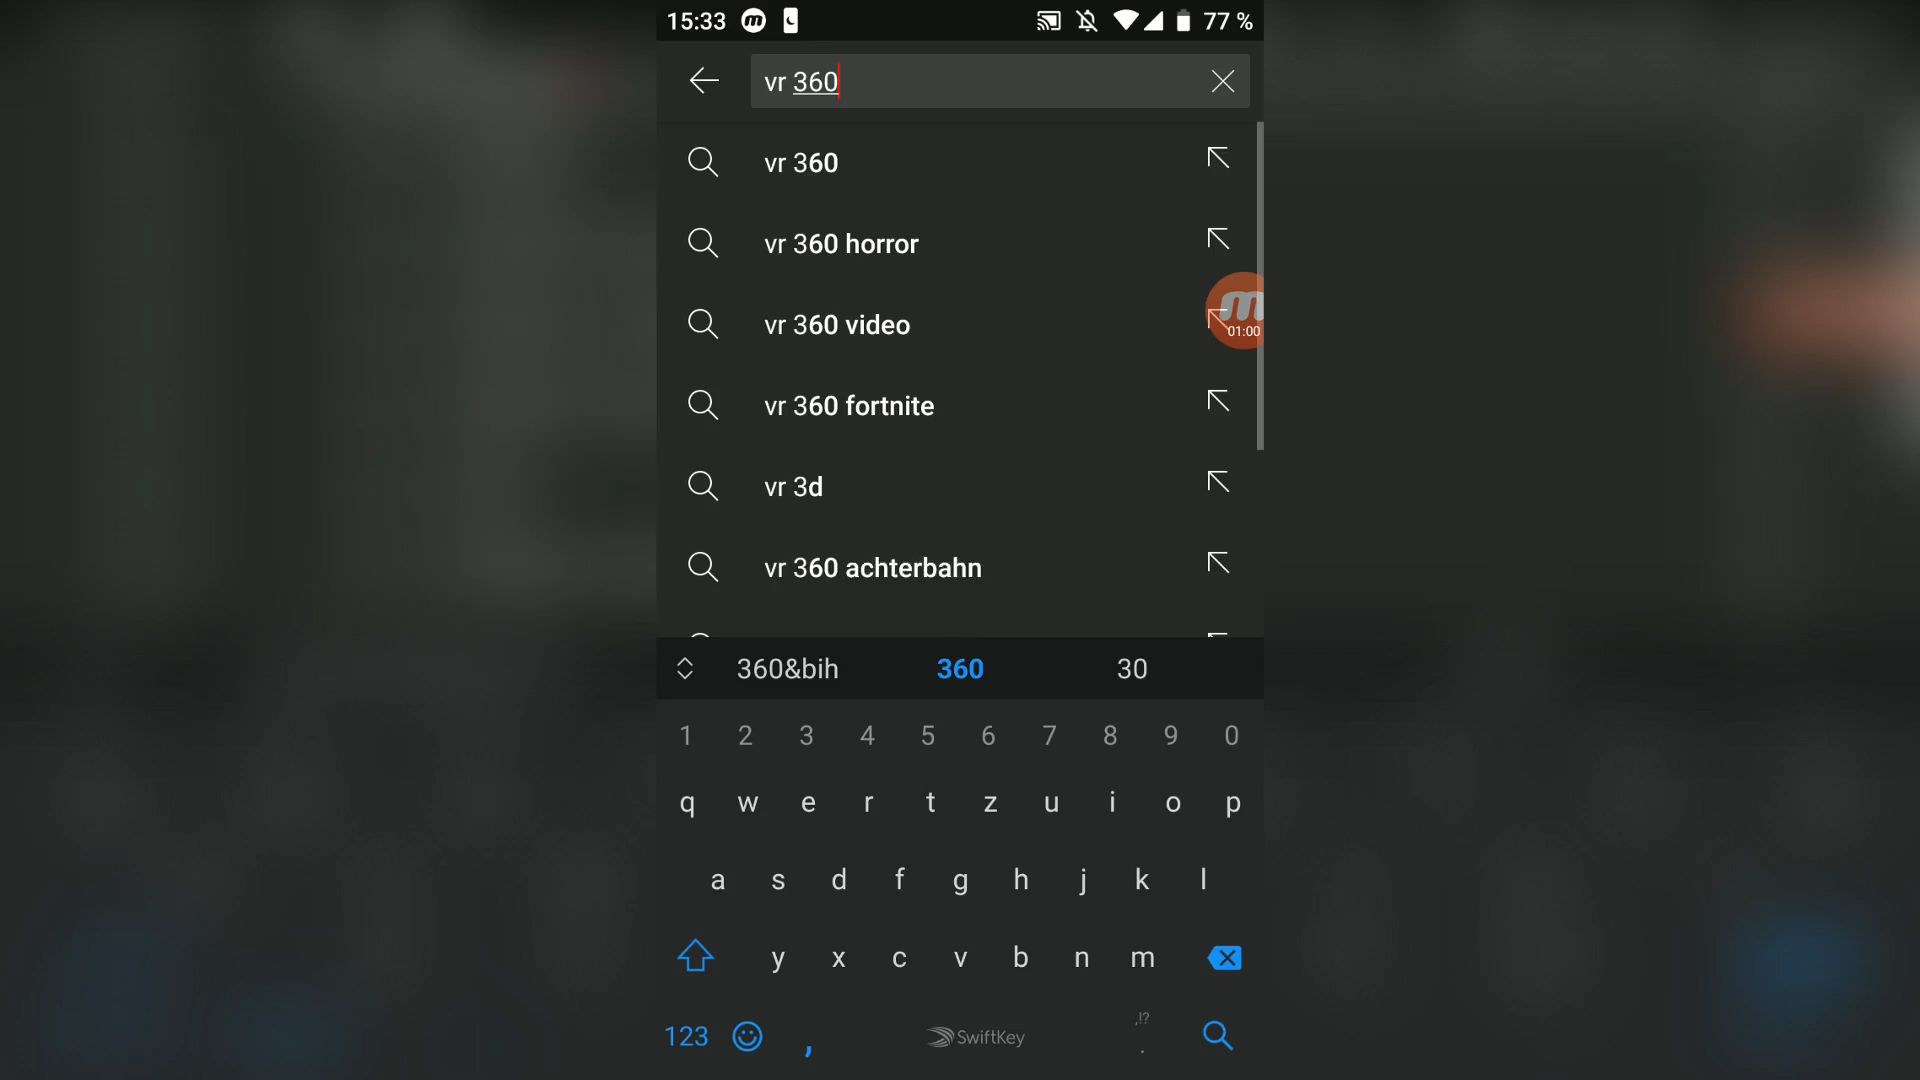 15:33 77 %
vr 360
vr 360
vr 360 horror
vr 360 video
01:00
vr 360 fortnite
vr 3d
vr 360 achterbahn
360&bih 360 30
1 2 3 4 5 6 7 8 9 0
q w e r t z u i o p
a s d f g h j k l
y x c v b n m
,!?
123 , SwiftKey .